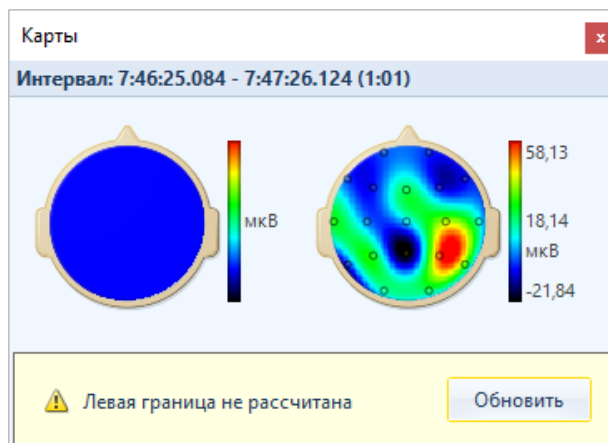 Карты
x
Интервал: 7:46:25.084 - 7:47:26.124 (1:01)
мкВ
58,13
18,14
мкВ
-21,84
Левая граница не рассчитана
Обновить